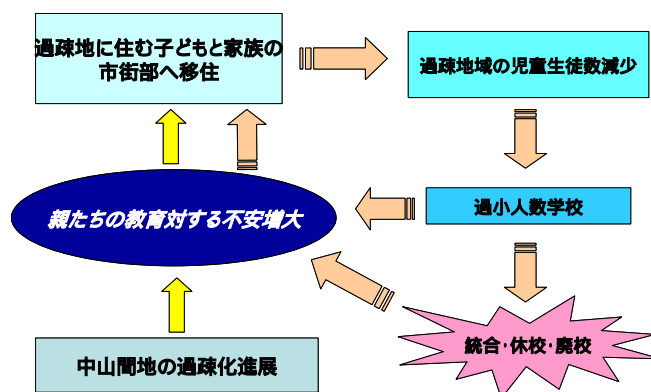 過疎地に住む子どもと家族の
市街部へ移住
過疎地域の児童生徒数減少
親たちの教育対する不安増大
過小人数学校
中山間地の過疎化進展
統合・休校・廃校